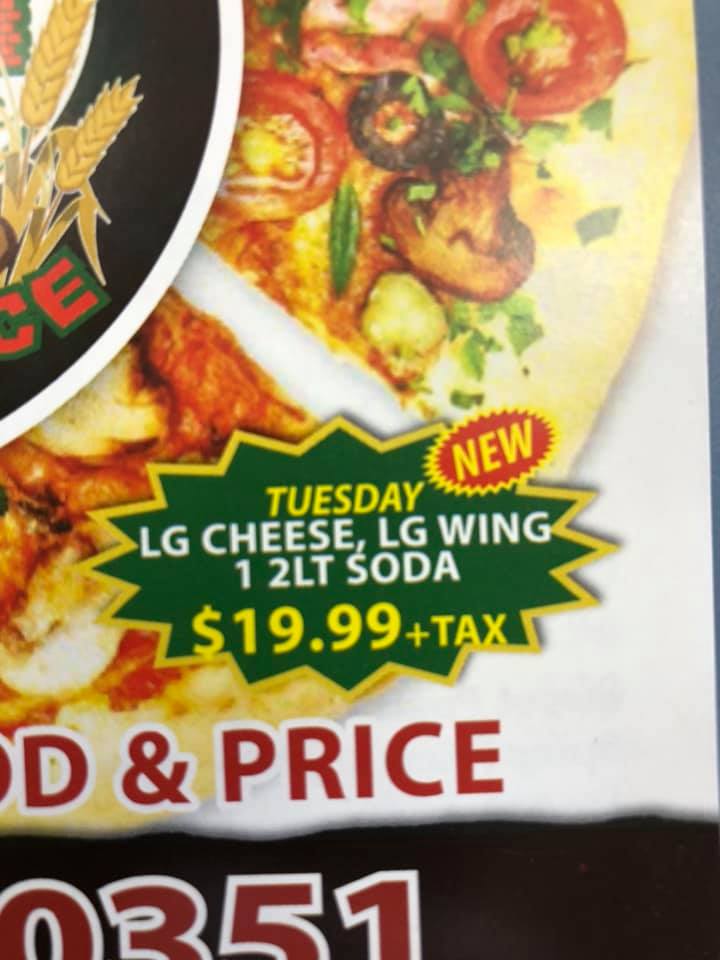 CE
NEW
TUESDAY
LG CHEESE, LG WING
1 2LT SODA
$19.99+TAX
OD & PRICE
0351